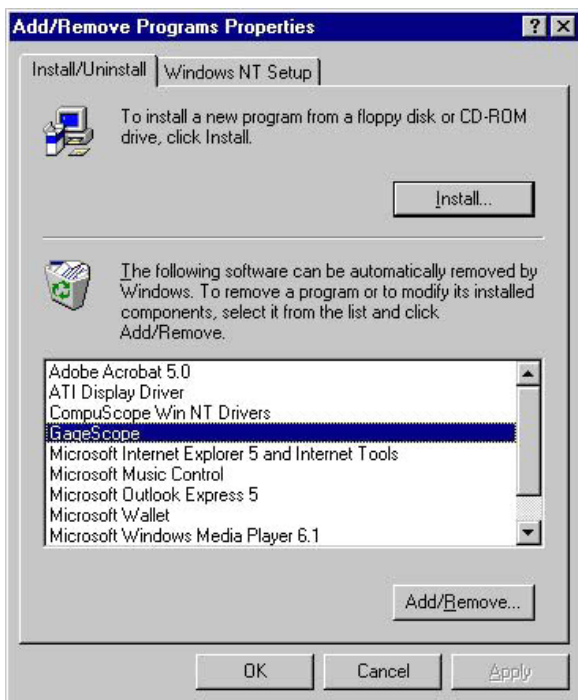 Add/Remove Programs Properties
Install/Uninstall
Windows NT Setup
To install a new program from a floppy disk or CD-ROM
drive, click Install.
Install...
The following software can be automatically removed by
Windows. To remove a program or to modify its installed
components, select it from the list and click
Add/Remove.
Adobe Acrobat 5.0
ATI Display Driver
CompuScope Win NT Drivers
GageScope
Microsoft Internet Explorer 5 and Internet Tools
Microsoft Music Control
Microsoft Outlook Express 5
Microsoft Wallet
Microsoft Windows Media Player 6.1
Add/Remove...
OK
Cancel
Apply